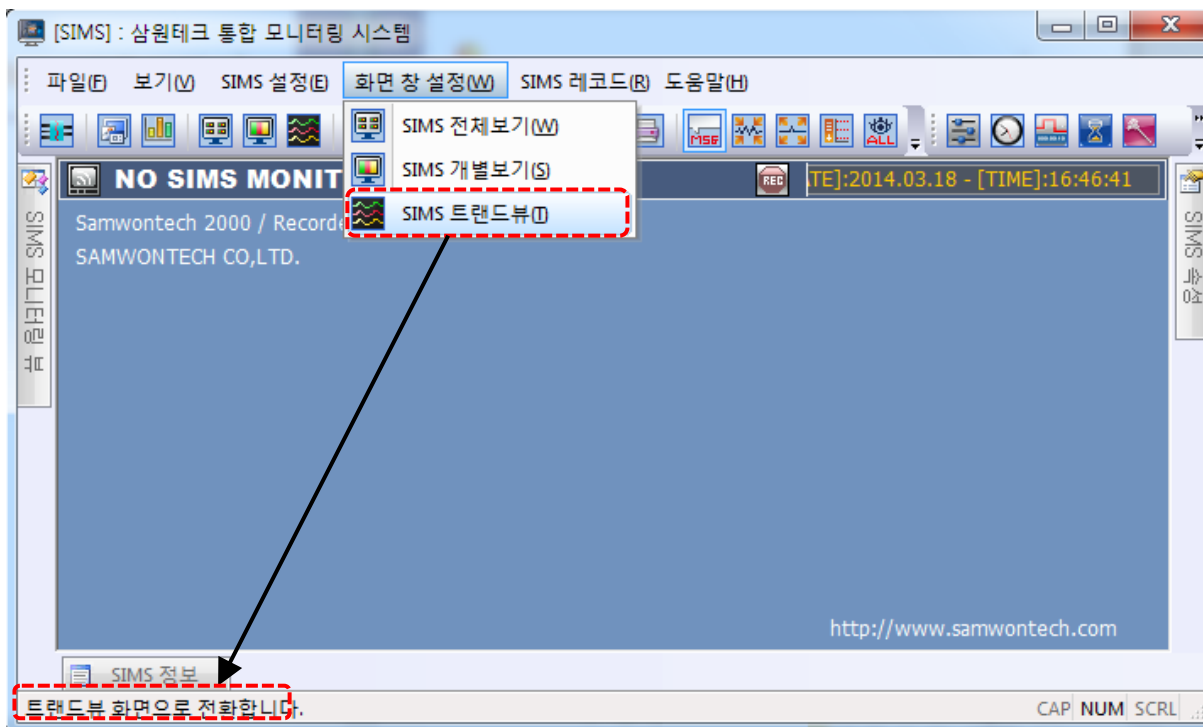 [SIMS] : 삼원테크 통합 모니터링 시스템
파일(F) 보기(V) SIMS 설정(E) 화면 창 설정(W) SIMS 레코드(R) 도움말(H)
SIMS 전체보기(W)
SIMS 개별보기(S)
SIMS 트랜드뷰(T)
MSG
ALL
NO SIMS MONIT
REC
TE]:2014.03.18 - [TIME]:16:46:41
Samwontech 2000 / Recorde
SAMWONTECH CO,LTD.
SIMS 모니터링 뷰
SIMS 속성
http://www.samwontech.com
SIMS 정보
트랜드뷰 화면으로 전화합니다.
CAP NUM SCRL